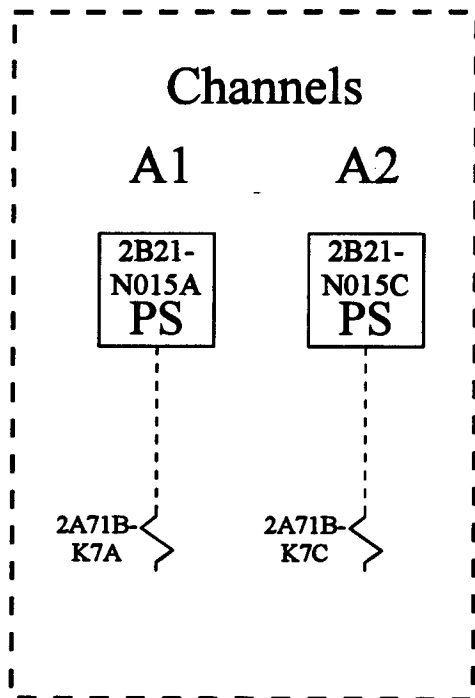 Channels
A1 A2
2B21-
N015A
PS
2B21-
N015C
PS
2A71B-
K7A
2A71B-
K7C